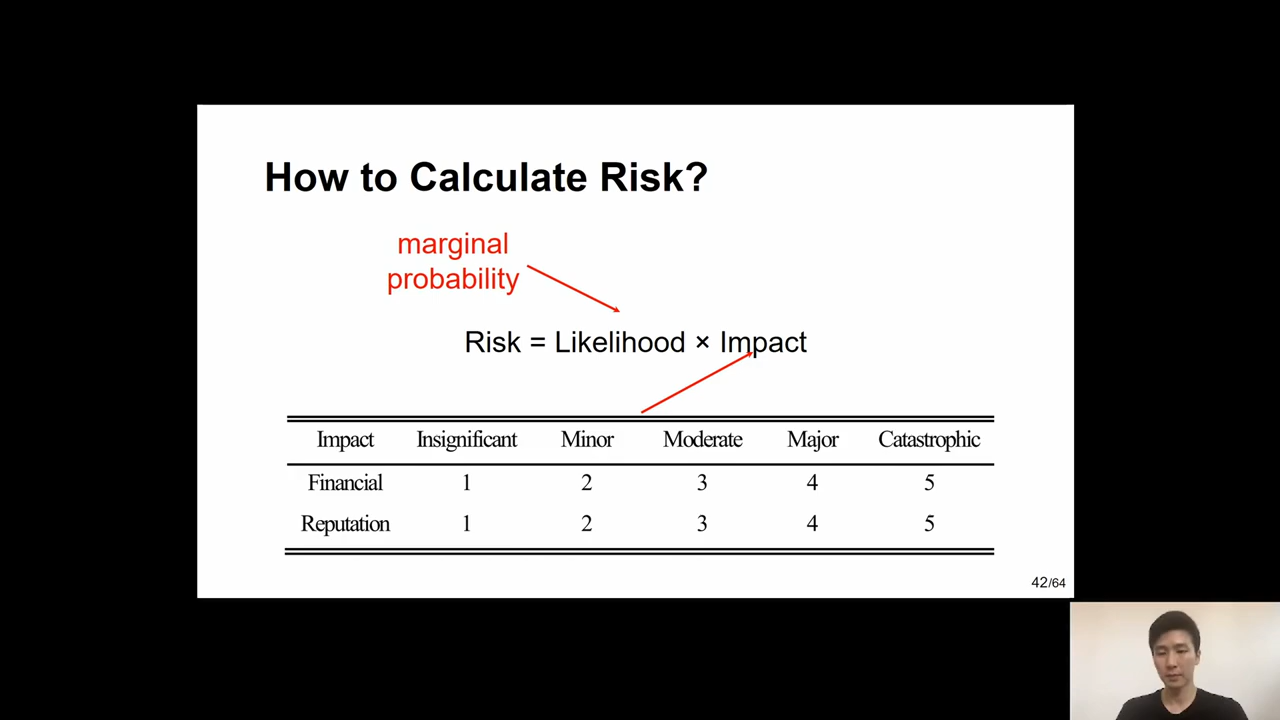 How to Calculate Risk?
marginal
probability
Risk = Likelihood × Impact
Impact Insignificant Minor Moderate Major Catastrophic
Financial 1 2 3 4 5
Reputation 1 2 3 4 5
42/64